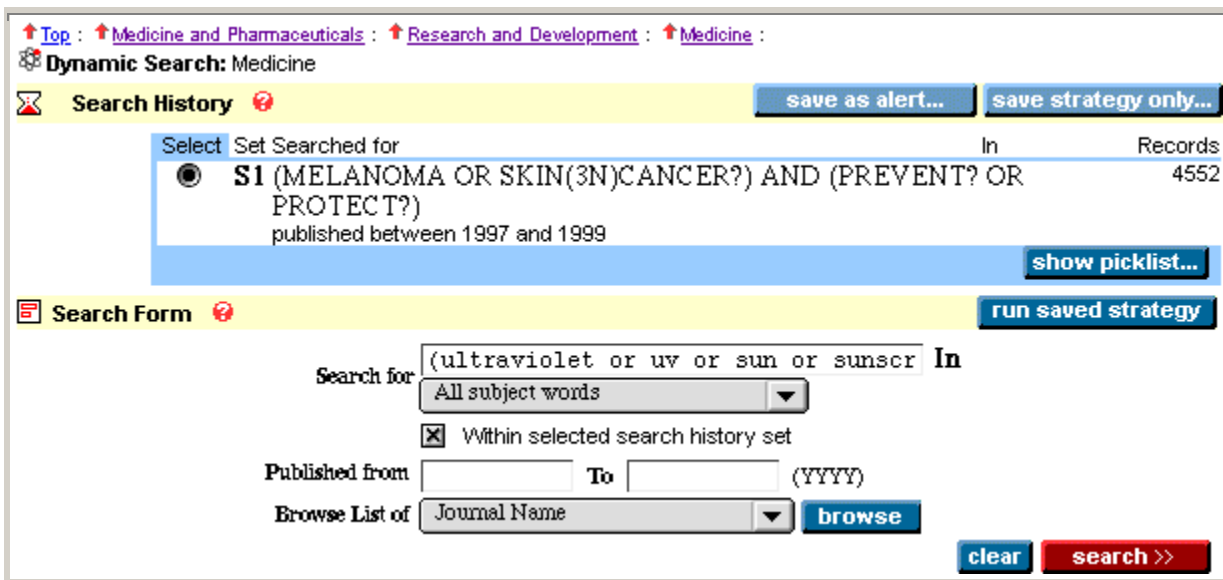 Top : Medicine and Pharmaceuticals : Research and Development : Medicine :
Dynamic Search: Medicine
Search History ? save as alert... save strategy only...
Select Set Searched for In Records
S1 (MELANOMA OR SKIN(3N)CANCER?) AND (PREVENT? OR 4552
PROTECT?)
published between 1997 and 1999
show picklist...
Search Form ? run saved strategy
Search for (ultraviolet or uv or sun or sunscr In
All subject words
Within selected search history set
Published from To (YYYY)
Browse List of Journal Name browse
clear search >>